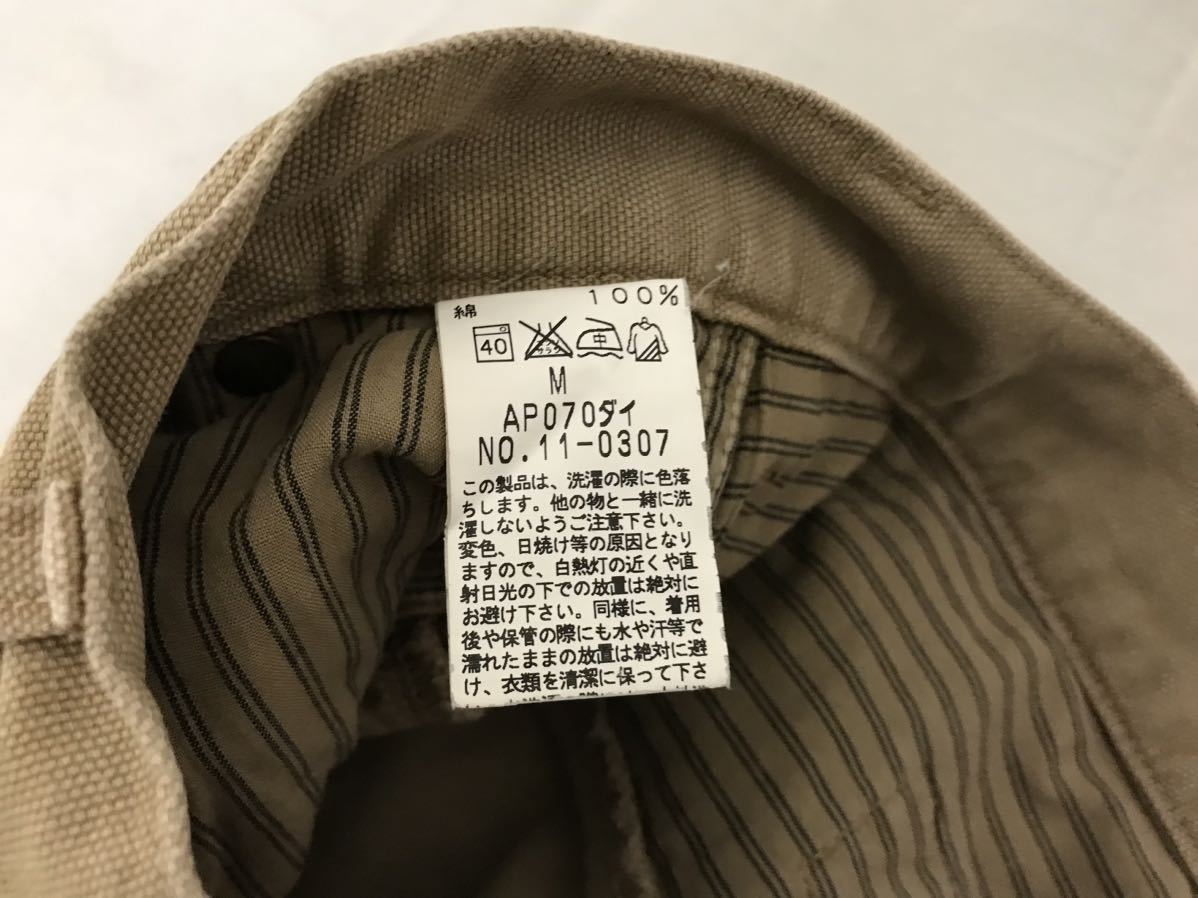 綿 100%
40 エンソサラシ 中
M
AP070ダイ
NO.11-0307
この製品は、洗濯の際に色落
ちします。他の物と一緒に洗
濯しないようご注意下さい。
変色、日焼け等の原因となり
ますので、白熱灯の近くや直
射日光の下での放置は絶対に
お避け下さい。同様に、着用
後や保管の際にも水や汗等で
濡れたままの放置は絶対に避
け、衣類を清潔に保って下さ